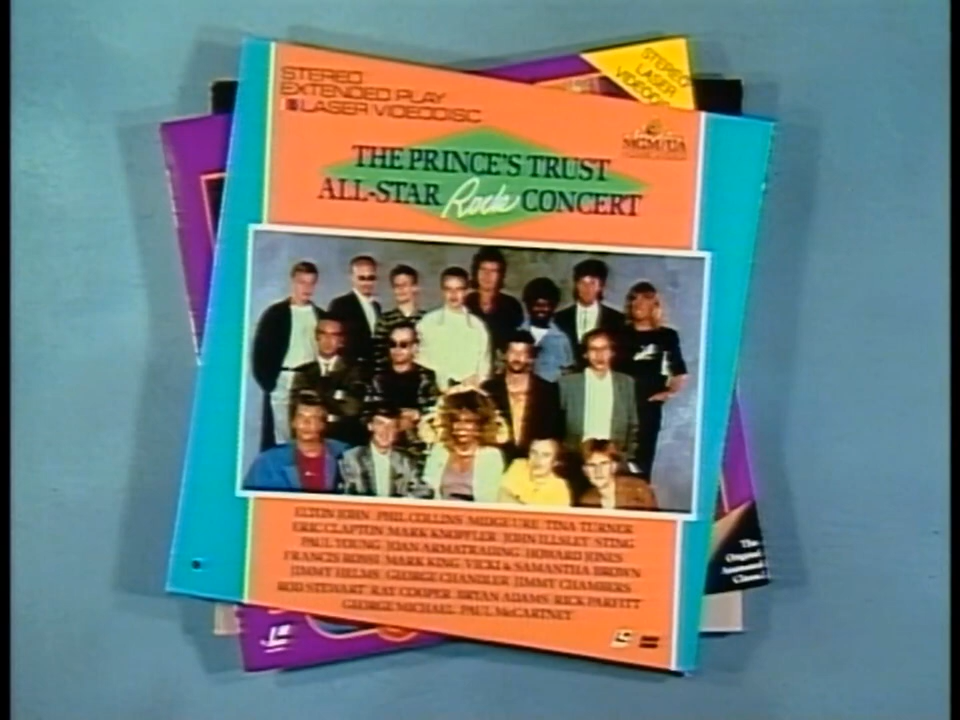 STEREO
EXTENDED PLAY
LASER VIDEODISC
STEREO
LASER
VIDEODISC
MGM/UA
THE PRINCE'S TRUST
ALL-STAR Rock CONCERT
ELTON JOHN PHIL COLLINS MIDGE URE TINA TURNER
ERIC CLAPTON MARK KNOPFLER JOHN ILLSLEY STING
PAUL YOUNG JOAN ARMATRADING HOWARD JONES
FRANCIS ROSSI MARK KING VICKI & SAMANTHA BROWN
JIMMY HELMS GEORGE CHANDLER JIMMY CHAMBERS
ROD STEWART RAY COOPER BRYAN ADAMS RICK PARFITT
GEORGE MICHAEL PAUL McCARTNEY
The
Original